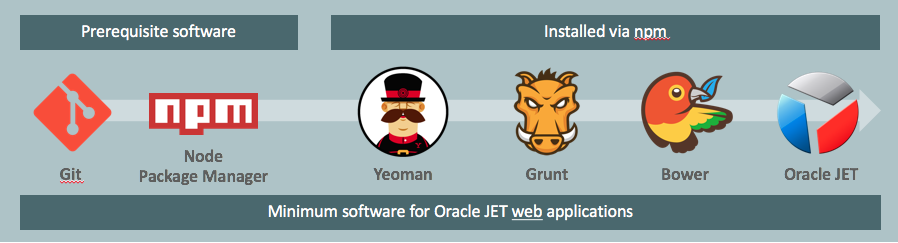 Prerequisite software
Installed via npm
npm
Git
Node
Package Manager
Yeoman
Grunt
Bower
Oracle JET
Minimum software for Oracle JET web applications